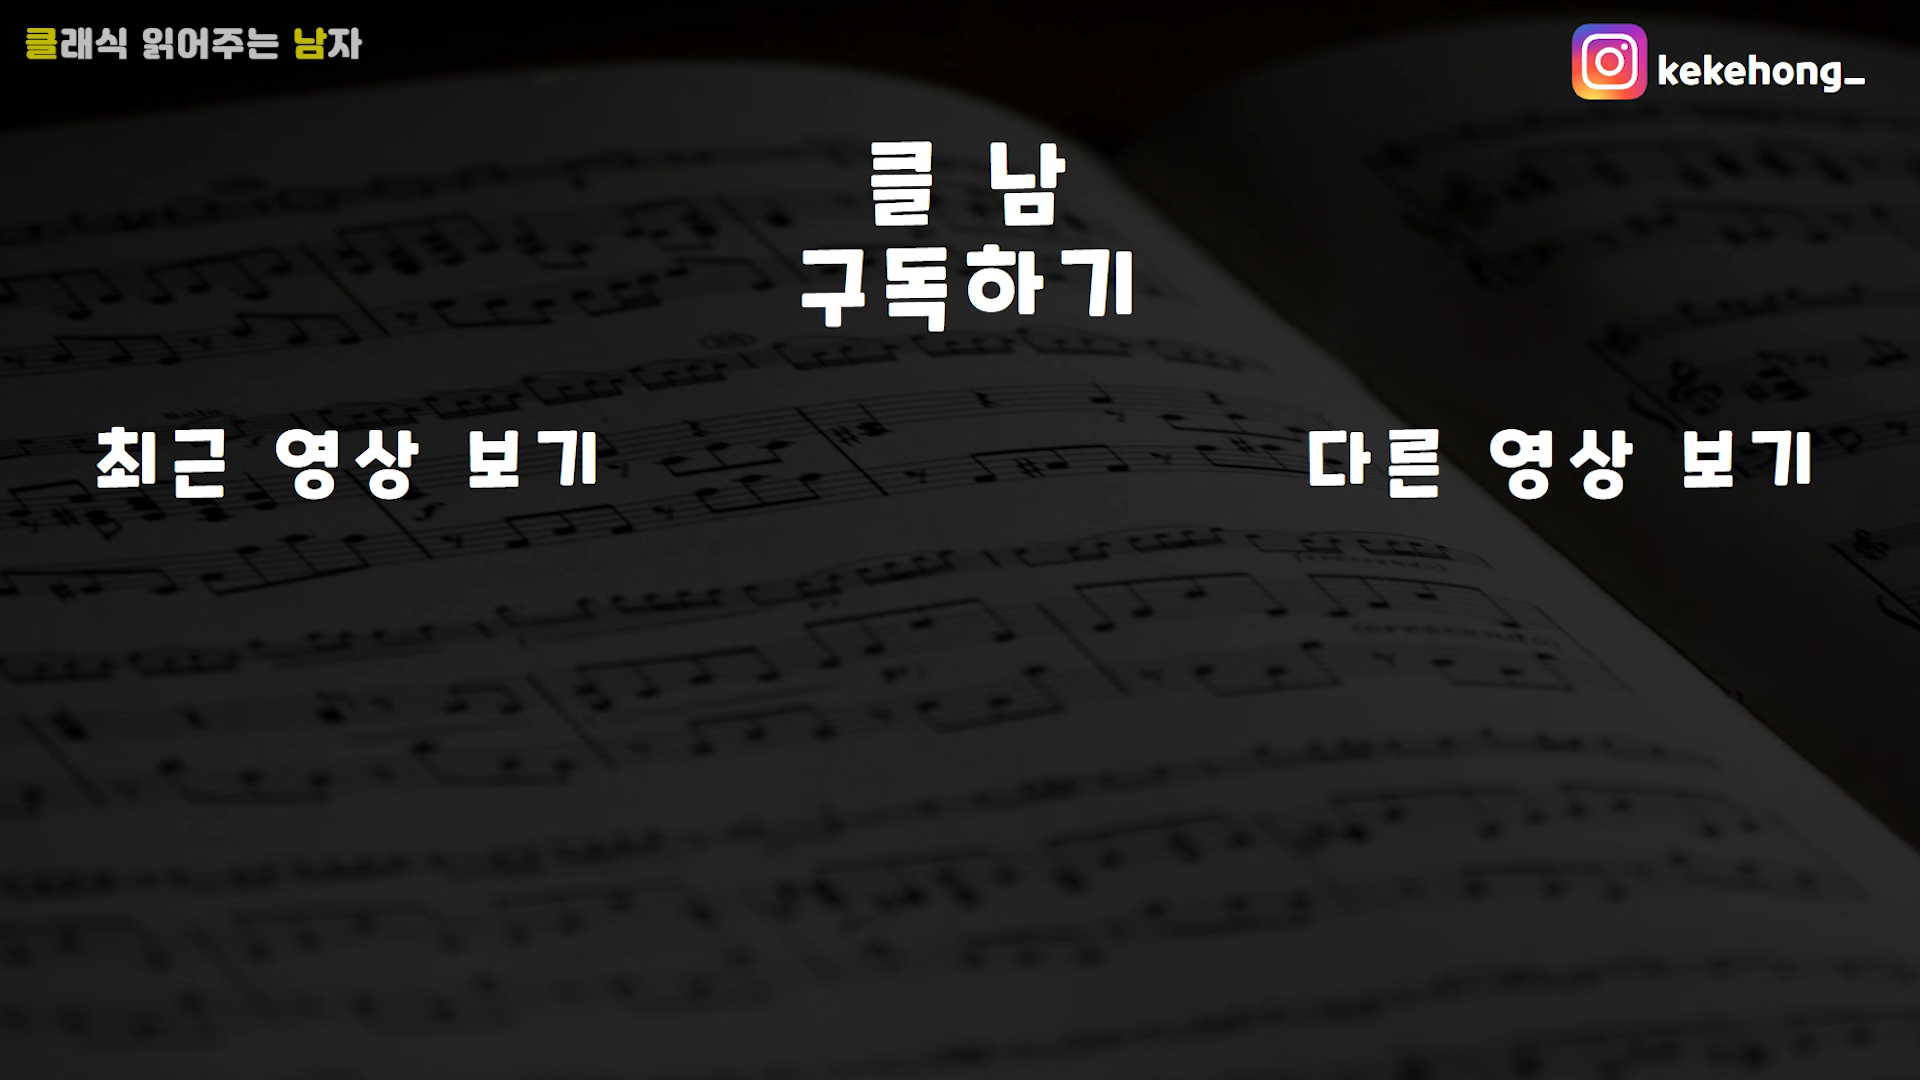 클래식 읽어주는 남자
kekehong_
클 남
구독하기
최근 영상 보기
다른 영상 보기
(crescendo)